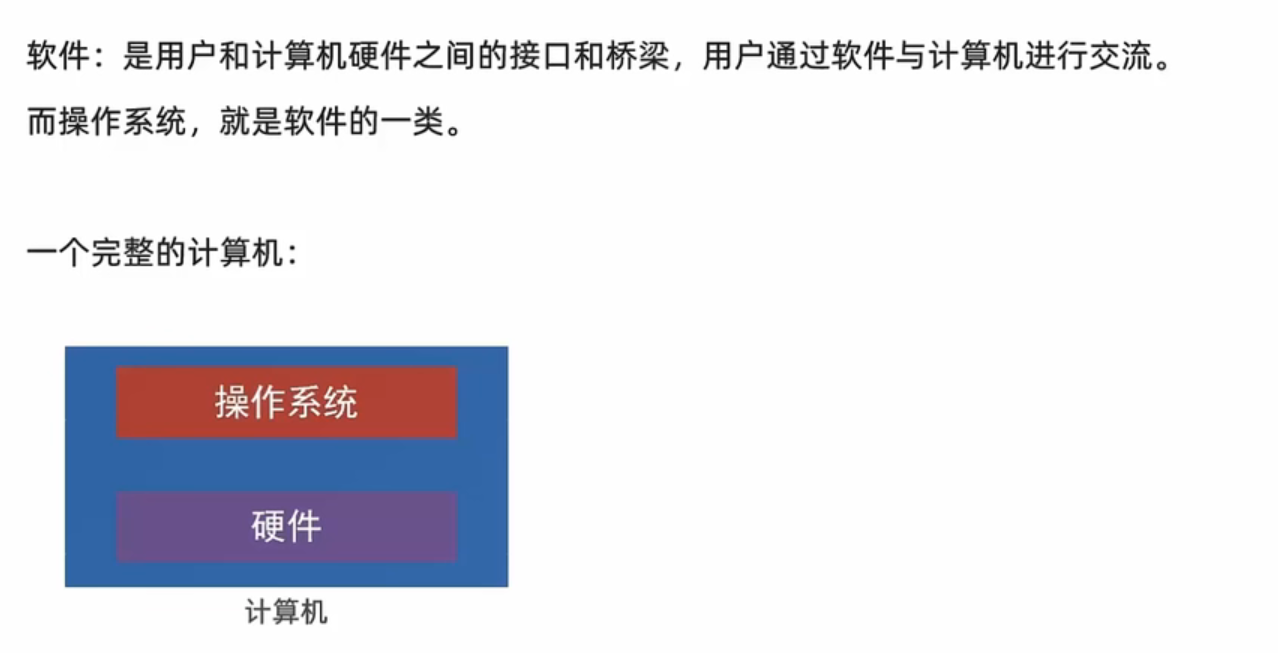 软件：是用户和计算机硬件之间的接口和桥梁，用户通过软件与计算机进行交流。
而操作系统，就是软件的一类。
一个完整的计算机：
操作系统
硬件
计算机